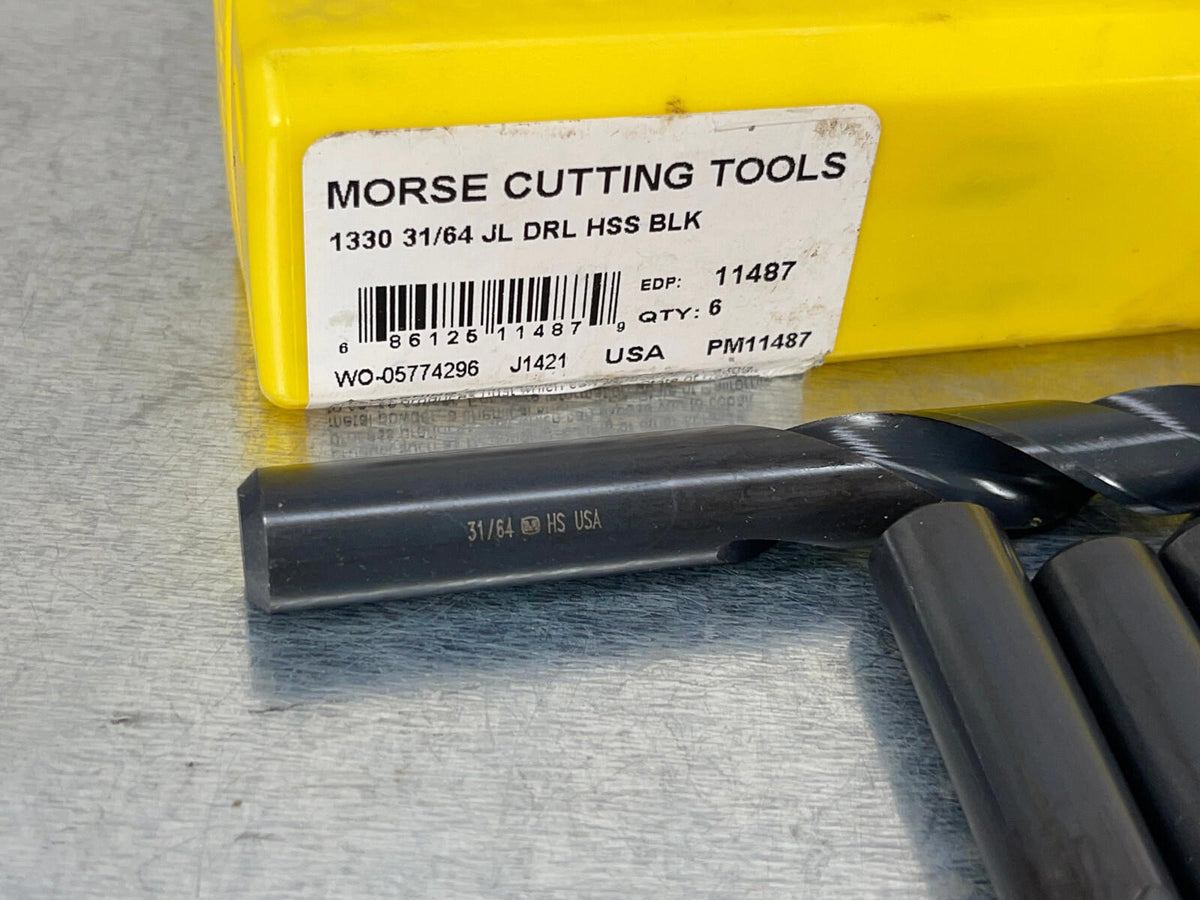 MORSE CUTTING TOOLS
1330 31/64 JL DRL HSS BLK
EDP: 11487
QTY: 6
6 86125 11487 9
WO-05774296 J1421 USA PM11487
31/64 HS USA